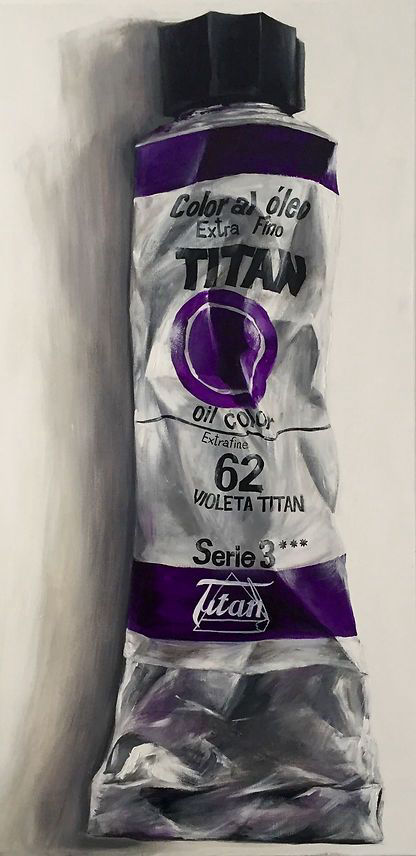 Color al óleo
Extra Fino
TITAN
oil color
Extrafine
62
VIOLETA TITAN
Serie 3***
Titan